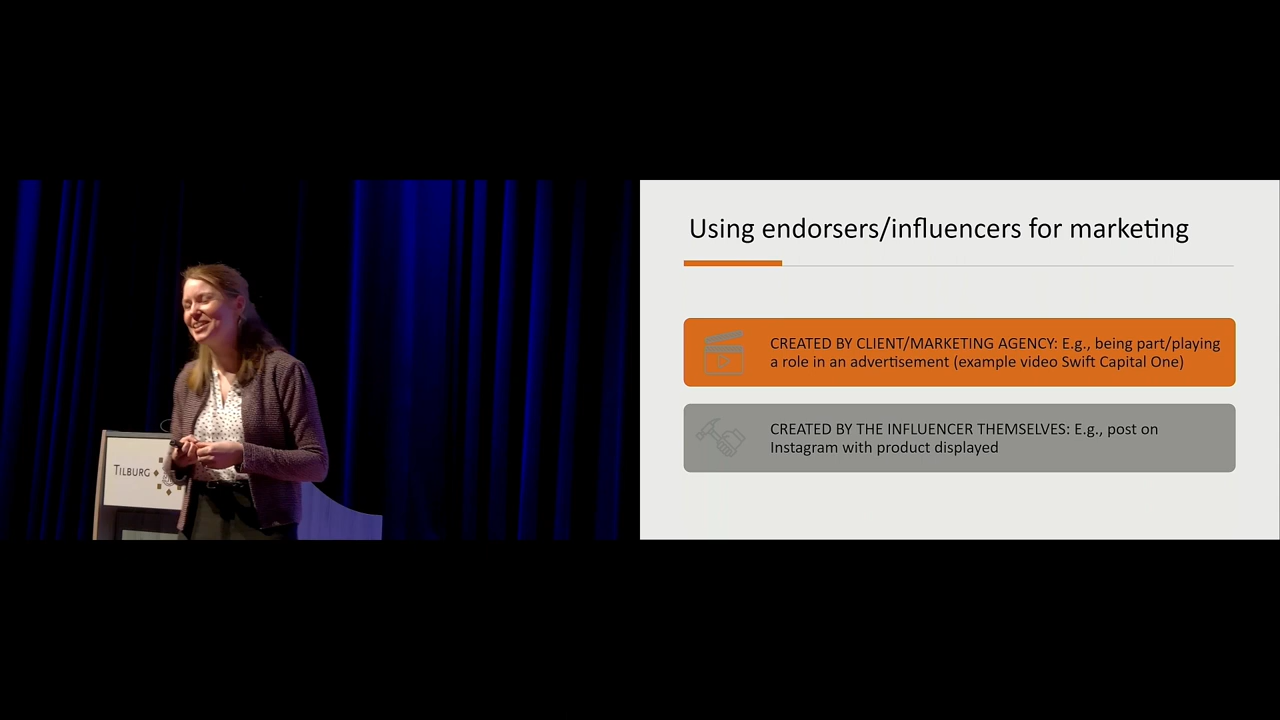 TILBURG
Using endorsers/influencers for marketing
CREATED BY CLIENT/MARKETING AGENCY: E.g., being part/playing
a role in an advertisement (example video Swift Capital One)
CREATED BY THE INFLUENCER THEMSELVES: E.g., post on
Instagram with product displayed